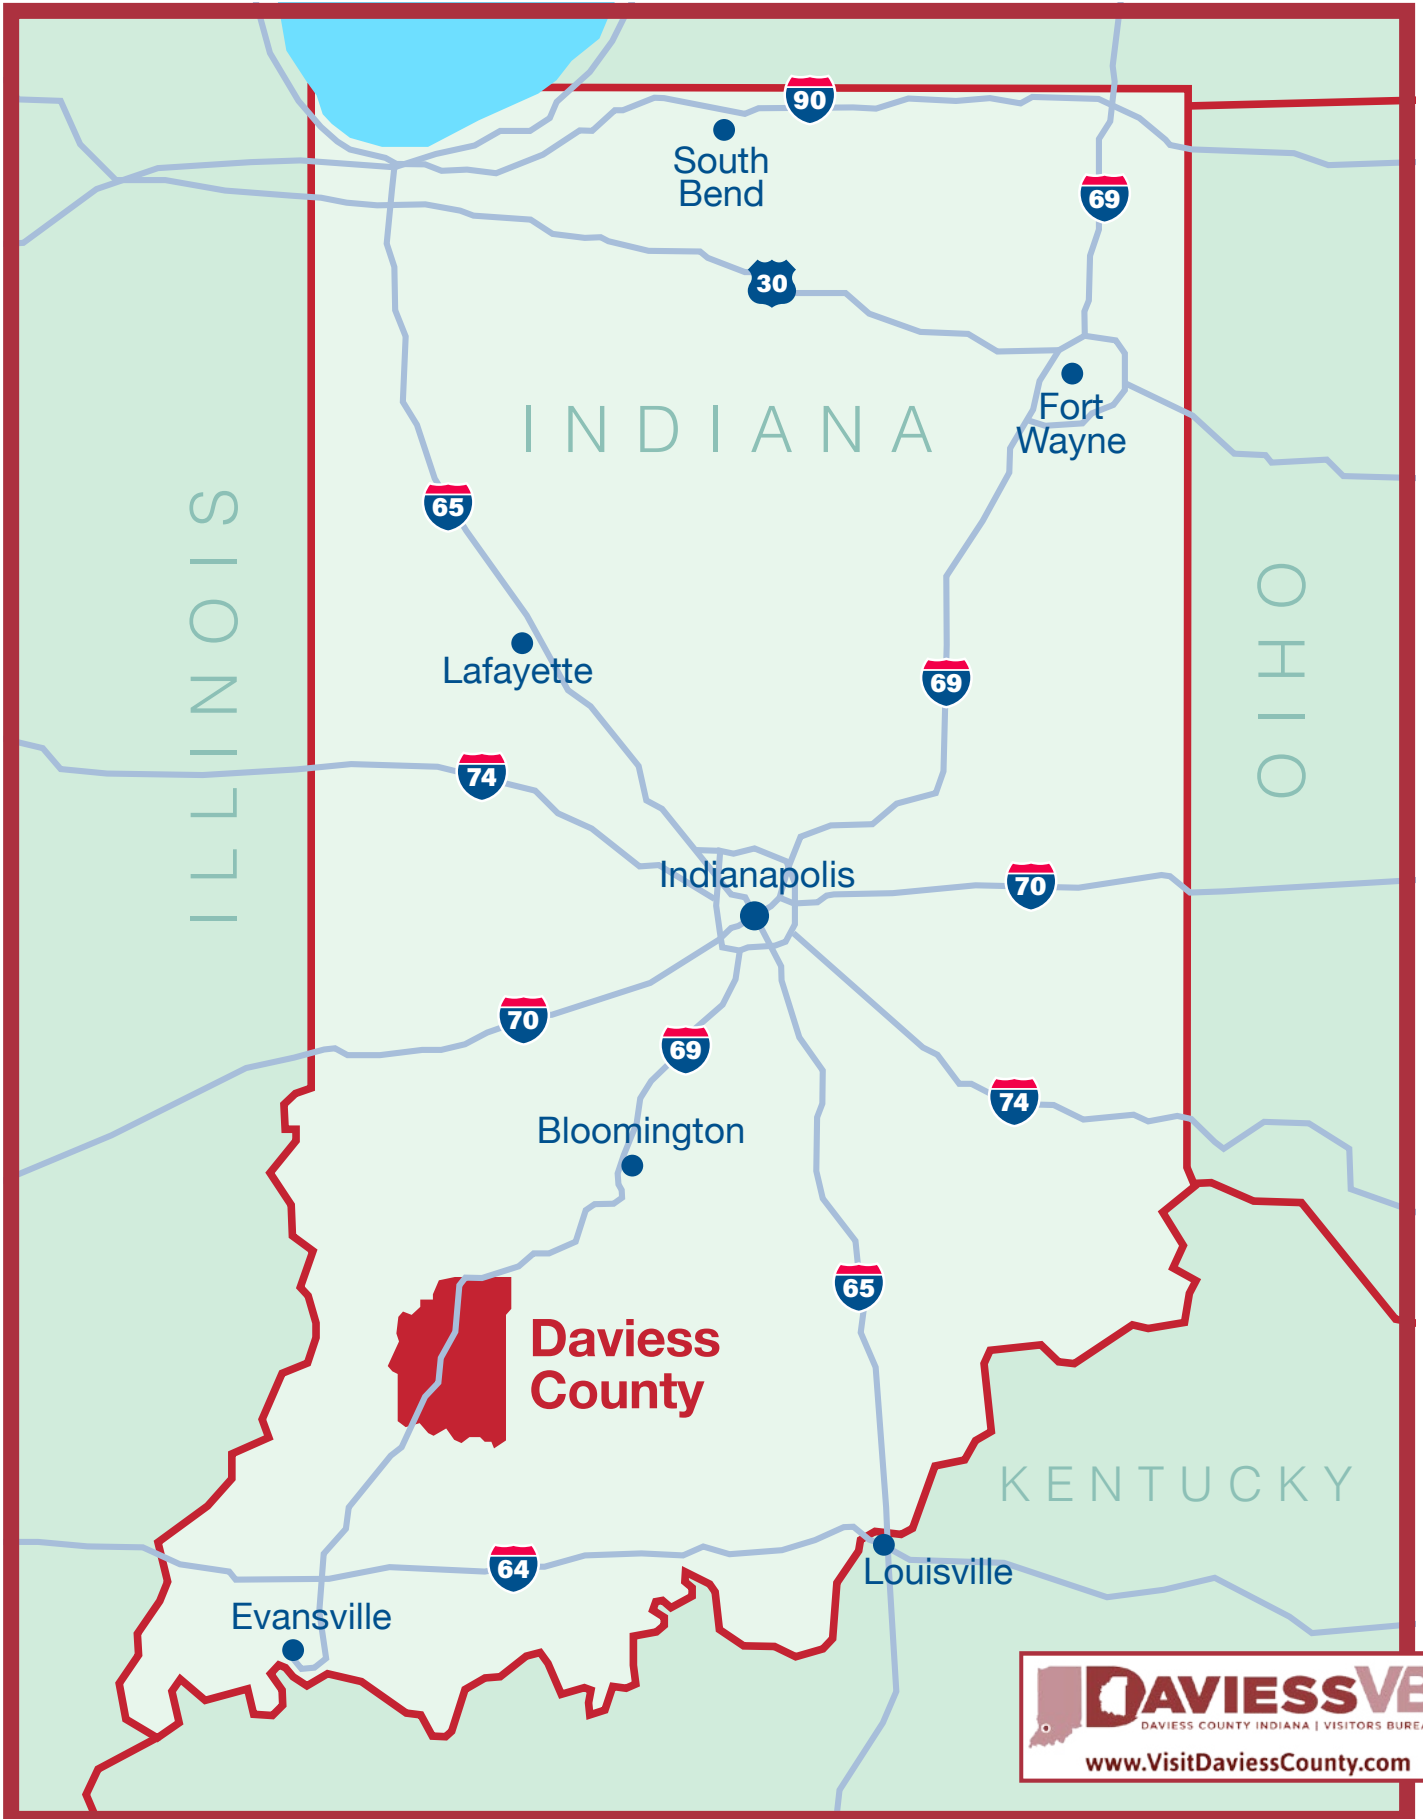 90
South
Bend
69
30
INDIANA
Fort
Wayne
65
ILLINOIS
OHIO
Lafayette
69
74
Indianapolis
70
70
69
74
Bloomington
65
Daviess
County
KENTUCKY
64
Louisville
Evansville
DAVIESSVB
DAVIESS COUNTY INDIANA | VISITORS BUREA
www.VisitDaviessCounty.com